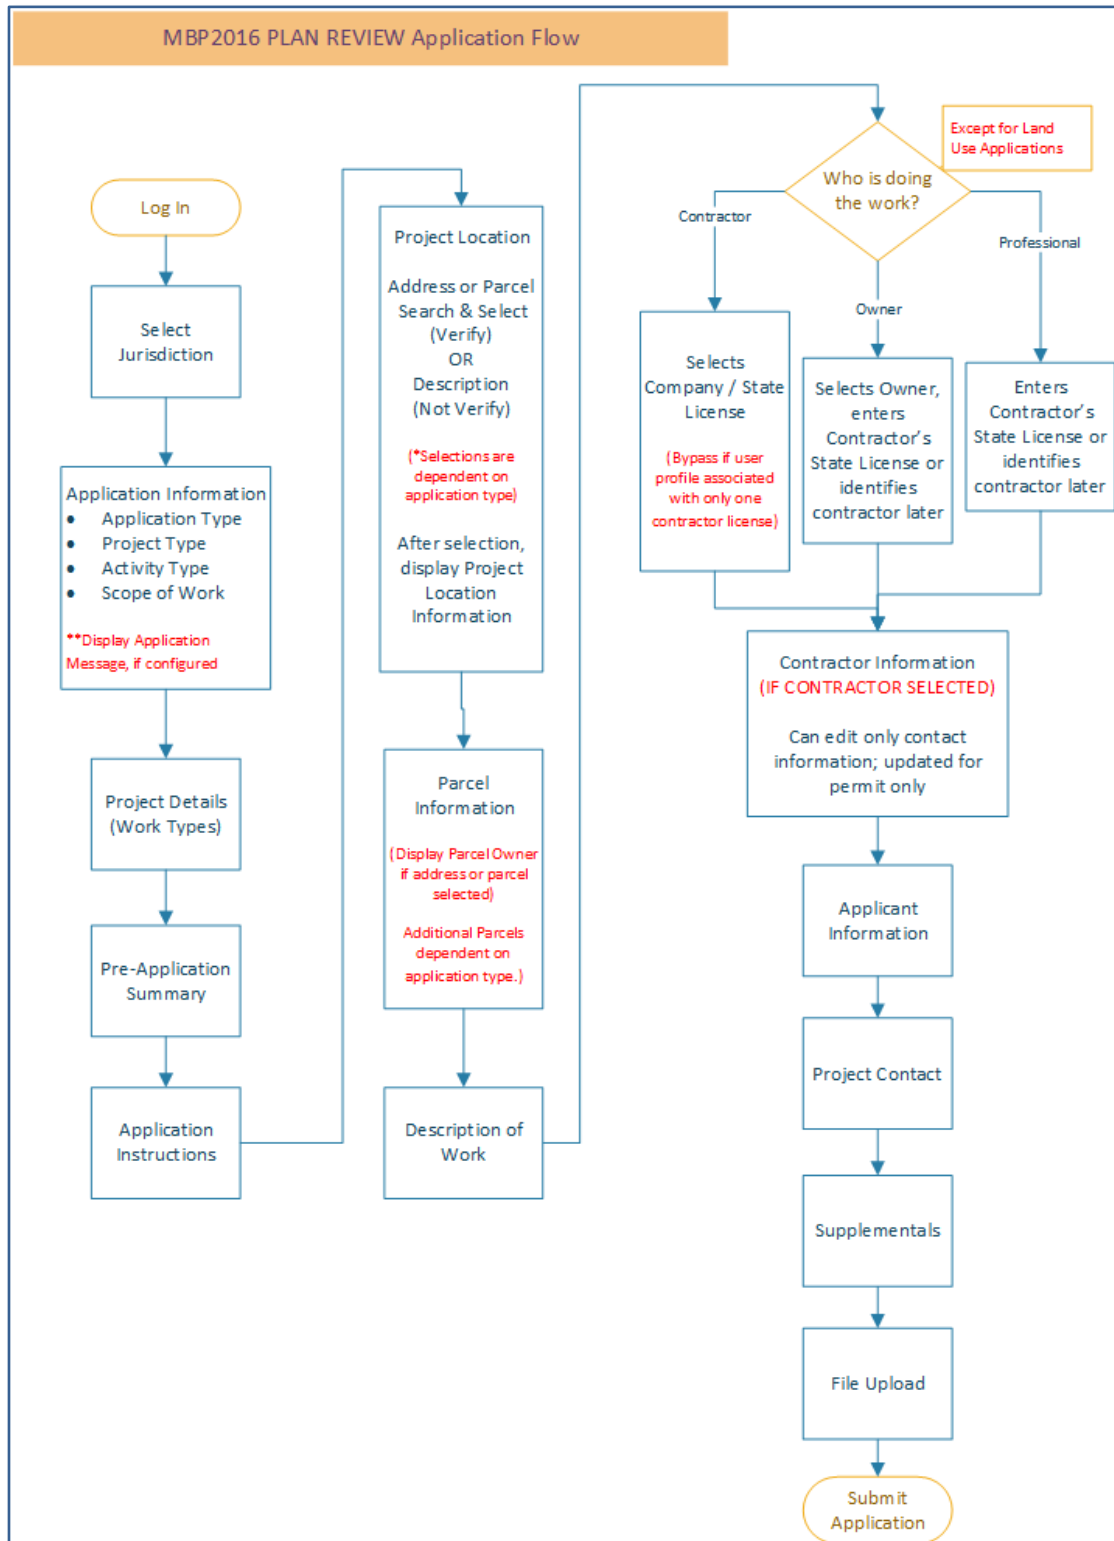 MBP2016 PLAN REVIEW Application Flow
Log In
Select
Jurisdiction
Application Information
● Application Type
● Project Type
● Activity Type
● Scope of Work
**Display Application
Message, if configured
Project Details
(Work Types)
Pre-Application
Summary
Application
Instructions
Project Location
Address or Parcel
Search & Select
(Verify)
OR
Description
(Not Verify)
(*Selections are
dependent on
application type)
After selection,
display Project
Location
Information
Parcel
Information
(Display Parcel Owner
if address or parcel
selected)
Additional Parcels
dependent on
application type.)
Description of
Work
Except for Land
Use Applications
Who is doing
the work?
Contractor
Owner
Professional
Selects
Company / State
License
(Bypass if user
profile associated
with only one
contractor license)
Selects Owner,
enters
Contractor's
State License or
identifies
contractor later
Enters
Contractor's
State License or
identifies
contractor later
Contractor Information
(IF CONTRACTOR SELECTED)
Can edit only contact
information; updated for
permit only
Applicant
Information
Project Contact
Supplementals
File Upload
Submit
Application